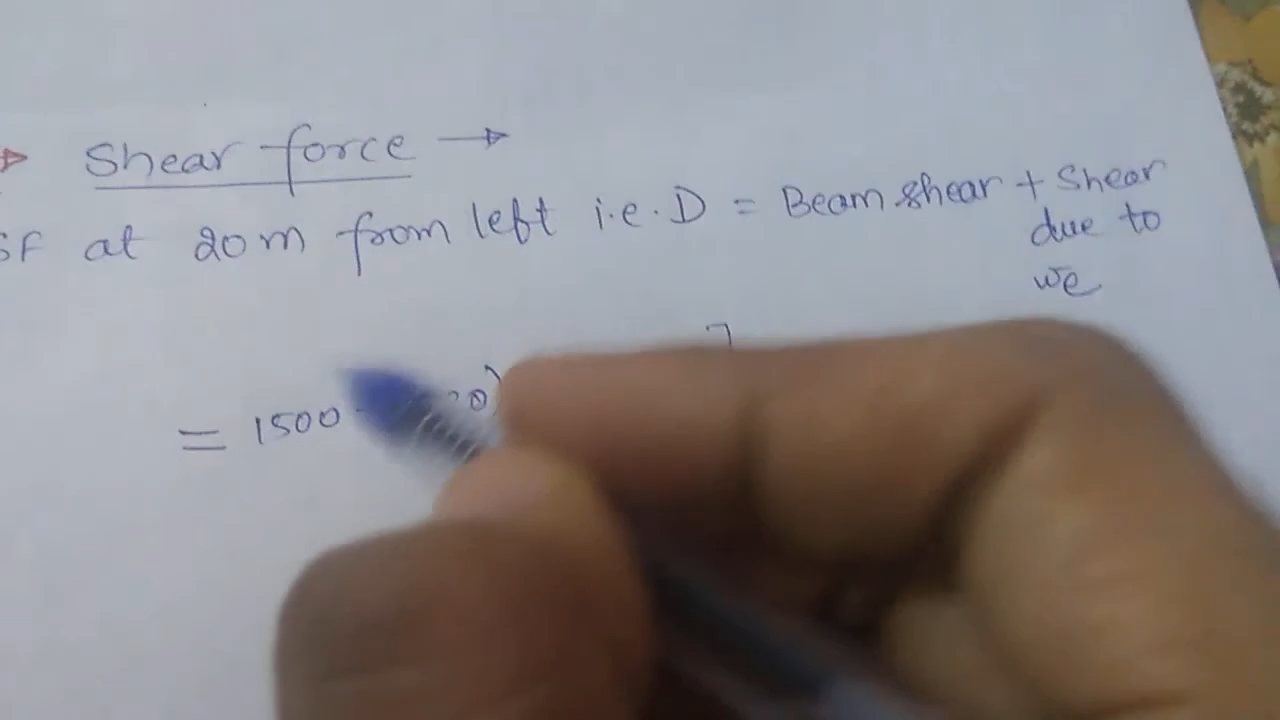 Shear force →
SF at 20m from left i.e. D = Beam shear + Shear
due to
we
= 1500